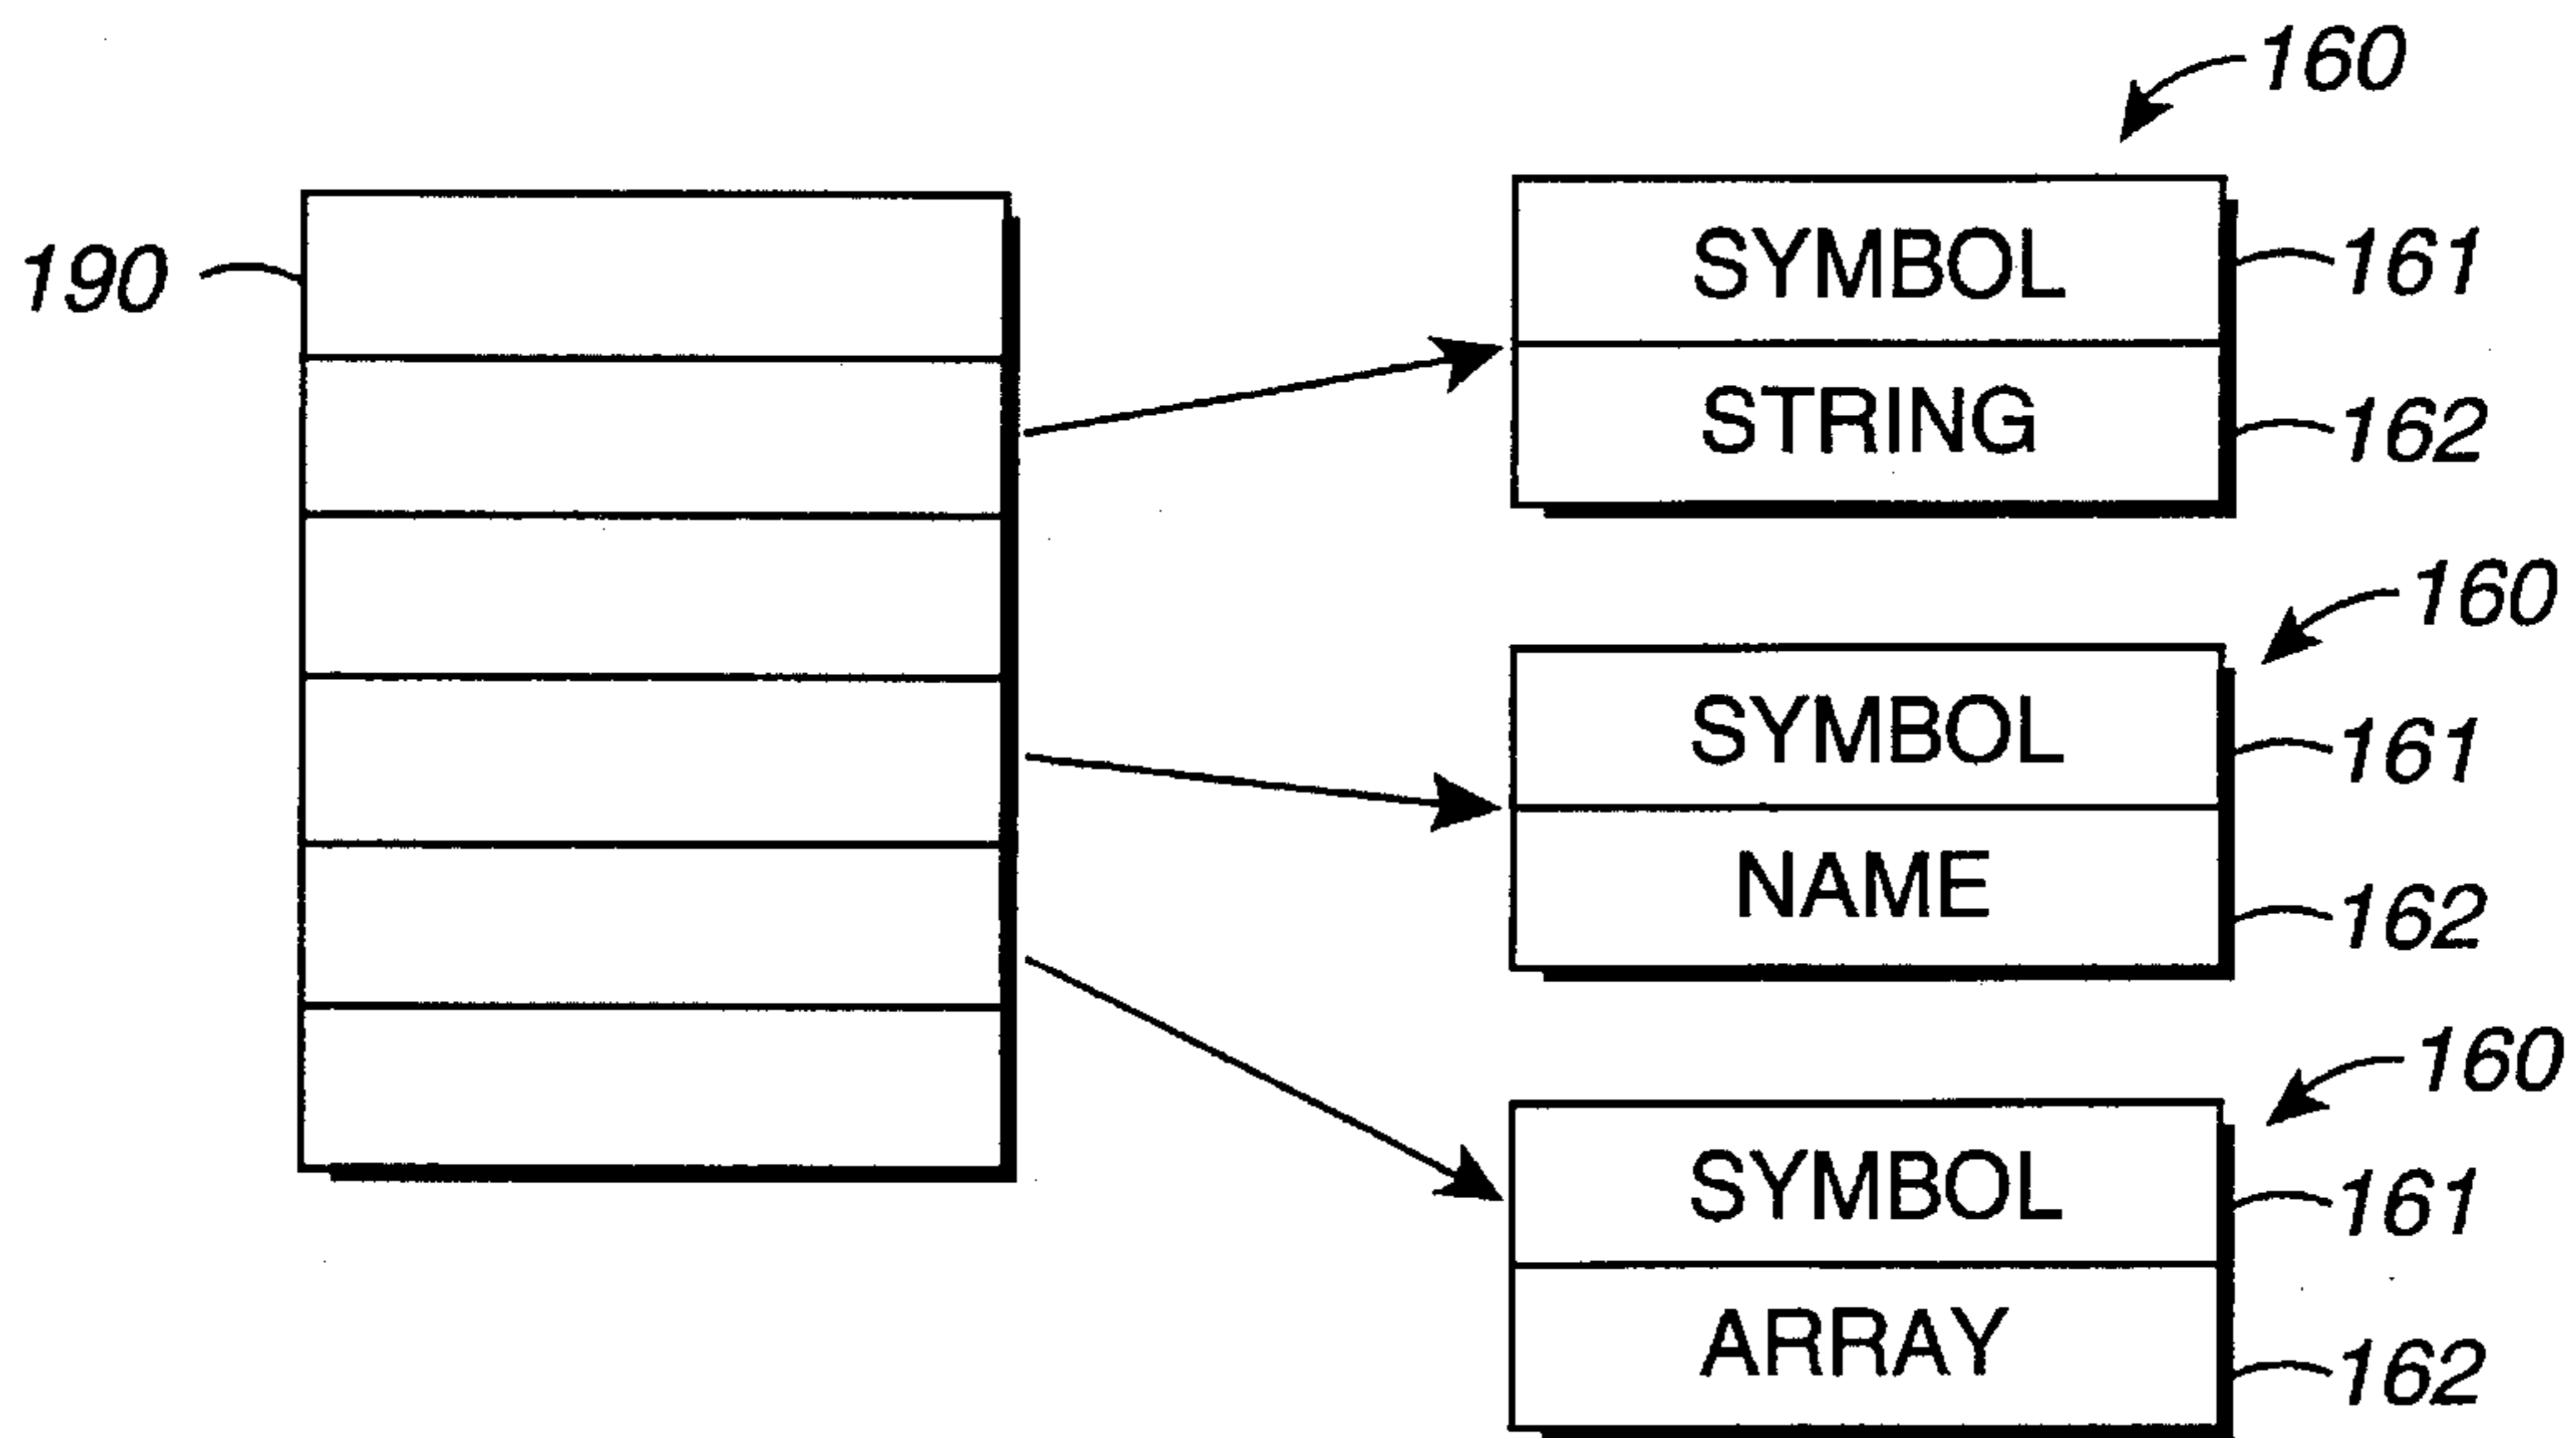 160
190
SYMBOL 161
STRING 162
160
SYMBOL 161
NAME 162
160
SYMBOL 161
ARRAY 162